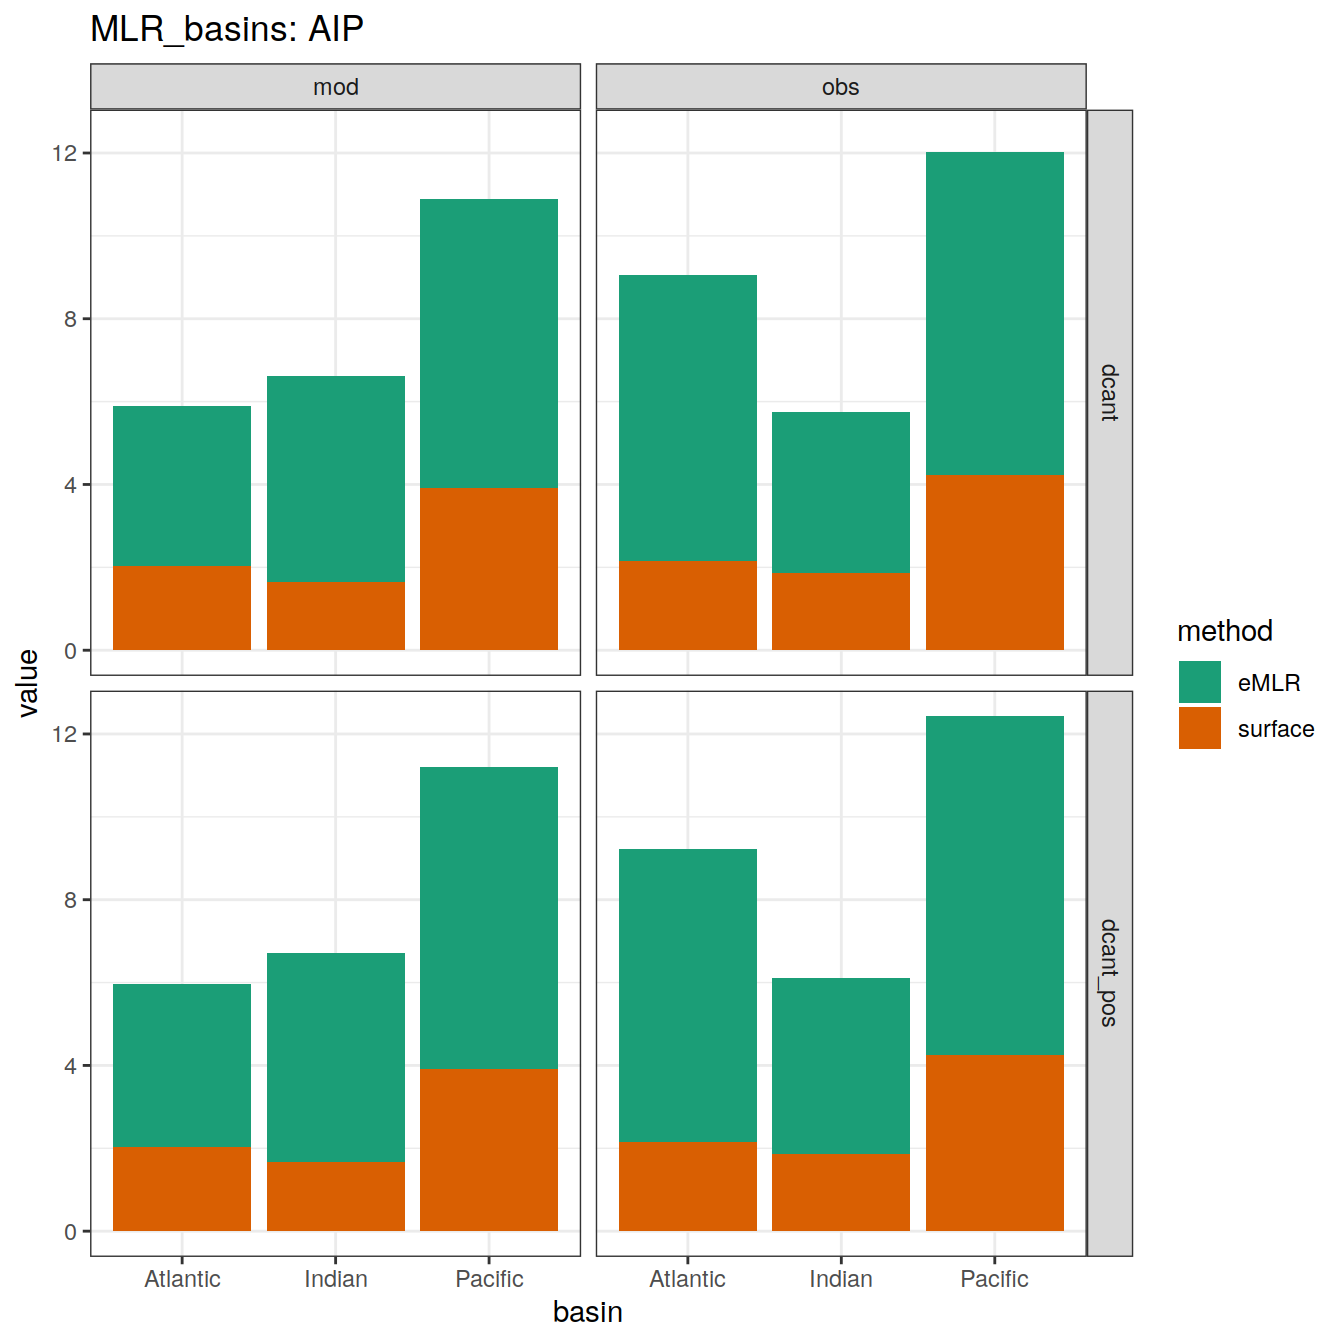 MLR_basins: AIP
mod
obs
12
8
4
0
dcant
12
8
4
0
dcant_pos
value
Atlantic
Indian
Pacific
Atlantic
Indian
Pacific
basin
method
eMLR
surface